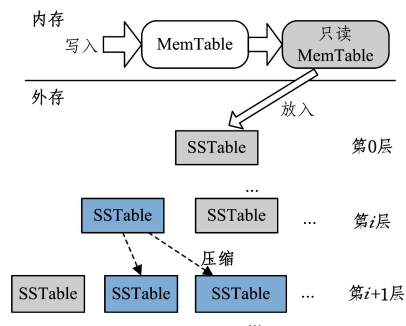 内存
写入
MemTable
只读
MemTable
外存
放入
SSTable
第0层
...
SSTable
SSTable
...
第i层
压缩
SSTable
SSTable
SSTable
...
第i+1层
...